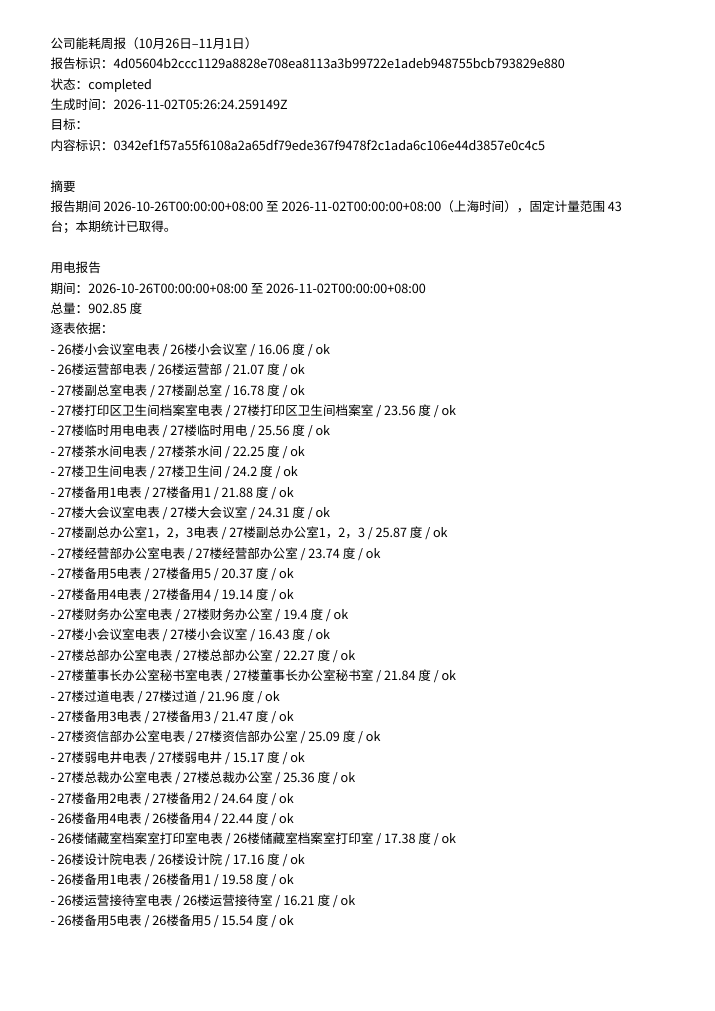 公司能耗周报（10月26日–11月1日）
报告标识：4d05604b2ccc1129a8828e708ea8113a3b99722e1adeb948755bcb793829e880
状态：completed
生成时间：2026-11-02T05:26:24.259149Z
目标：
内容标识：0342ef1f57a55f6108a2a65df79ede367f9478f2c1ada6c106e44d3857e0c4c5
摘要
报告期间 2026-10-26T00:00:00+08:00 至 2026-11-02T00:00:00+08:00（上海时间），固定计量范围 43
台；本期统计已取得。
用电报告
期间：2026-10-26T00:00:00+08:00 至 2026-11-02T00:00:00+08:00
总量：902.85 度
逐表依据：
- 26楼小会议室电表 / 26楼小会议室 / 16.06 度 / ok
- 26楼运营部电表 / 26楼运营部 / 21.07 度 / ok
- 27楼副总室电表 / 27楼副总室 / 16.78 度 / ok
- 27楼打印区卫生间档案室电表 / 27楼打印区卫生间档案室 / 23.56 度 / ok
- 27楼临时用电电表 / 27楼临时用电 / 25.56 度 / ok
- 27楼茶水间电表 / 27楼茶水间 / 22.25 度 / ok
- 27楼卫生间电表 / 27楼卫生间 / 24.2 度 / ok
- 27楼备用1电表 / 27楼备用1 / 21.88 度 / ok
- 27楼大会议室电表 / 27楼大会议室 / 24.31 度 / ok
- 27楼副总办公室1，2，3电表 / 27楼副总办公室1，2，3 / 25.87 度 / ok
- 27楼经营部办公室电表 / 27楼经营部办公室 / 23.74 度 / ok
- 27楼备用5电表 / 27楼备用5 / 20.37 度 / ok
- 27楼备用4电表 / 27楼备用4 / 19.14 度 / ok
- 27楼财务办公室电表 / 27楼财务办公室 / 19.4 度 / ok
- 27楼小会议室电表 / 27楼小会议室 / 16.43 度 / ok
- 27楼总部办公室电表 / 27楼总部办公室 / 22.27 度 / ok
- 27楼董事长办公室秘书室电表 / 27楼董事长办公室秘书室 / 21.84 度 / ok
- 27楼过道电表 / 27楼过道 / 21.96 度 / ok
- 27楼备用3电表 / 27楼备用3 / 21.47 度 / ok
- 27楼资信部办公室电表 / 27楼资信部办公室 / 25.09 度 / ok
- 27楼弱电井电表 / 27楼弱电井 / 15.17 度 / ok
- 27楼总裁办公室电表 / 27楼总裁办公室 / 25.36 度 / ok
- 27楼备用2电表 / 27楼备用2 / 24.64 度 / ok
- 26楼备用4电表 / 26楼备用4 / 22.44 度 / ok
- 26楼储藏室档案室打印室电表 / 26楼储藏室档案室打印室 / 17.38 度 / ok
- 26楼设计院电表 / 26楼设计院 / 17.16 度 / ok
- 26楼备用1电表 / 26楼备用1 / 19.58 度 / ok
- 26楼运营接待室电表 / 26楼运营接待室 / 16.21 度 / ok
- 26楼备用5电表 / 26楼备用5 / 15.54 度 / ok